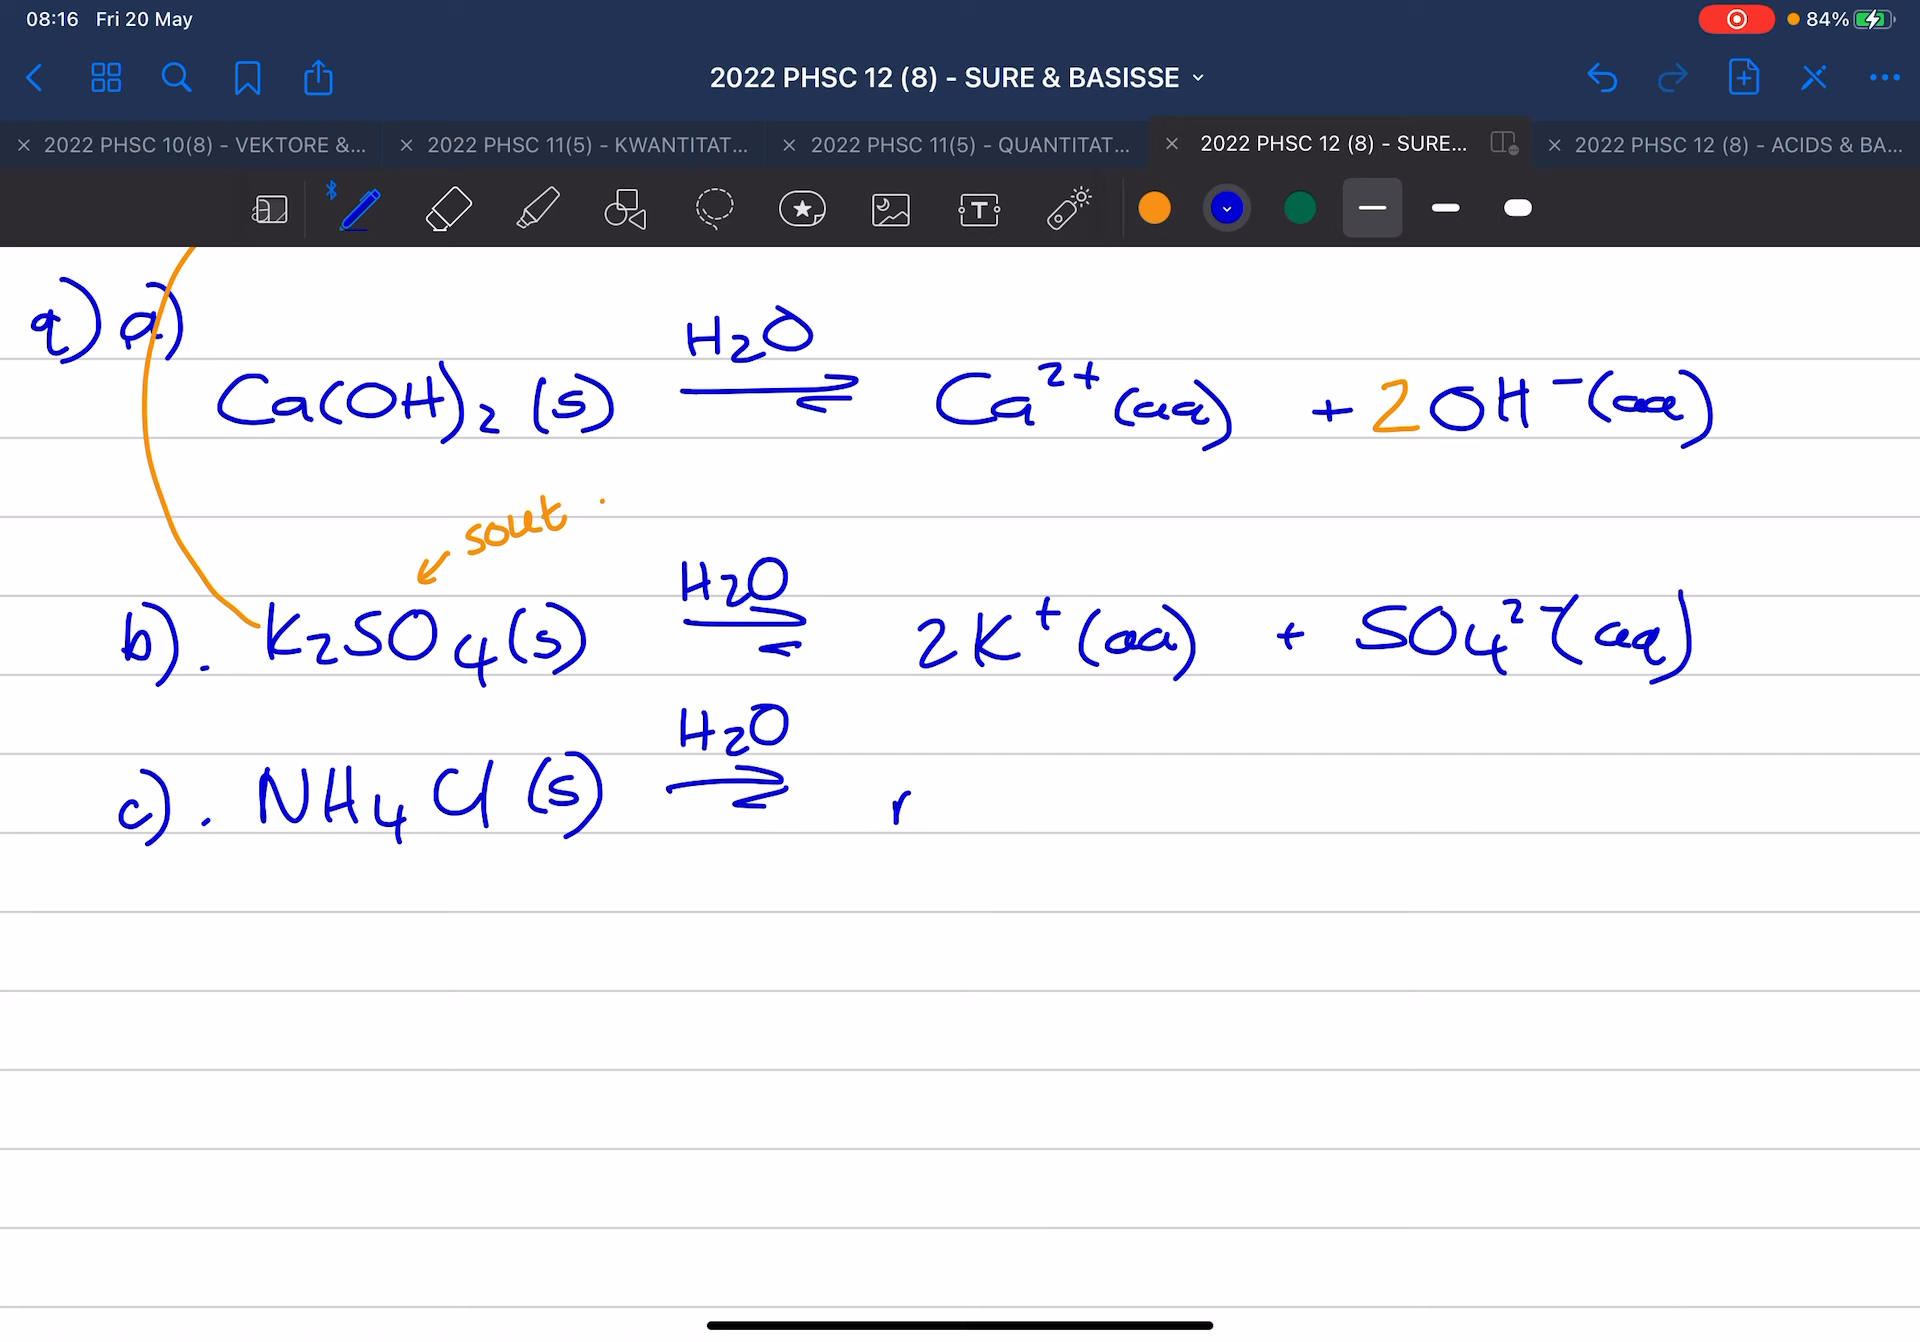 08:16 Fri 20 May 84%
2022 PHSC 12 (8) - SURE & BASISSE
2022 PHSC 10(8) - VEKTORE &... 2022 PHSC 11(5) - KWANTITAT... 2022 PHSC 11(5) - QUANTITAT... 2022 PHSC 12 (8) - SURE... 2022 PHSC 12 (8) - ACIDS & BA...
T
q) a)
H₂O
Ca(OH)₂ (s) ⇌ Ca²⁺ (aq) + 2OH⁻(aq)
sout
H₂O
b). K₂SO₄(s) ⇌ 2K⁺ (aq) + SO₄²⁻(aq)
H₂O
c). NH₄Cl (s) ⇌